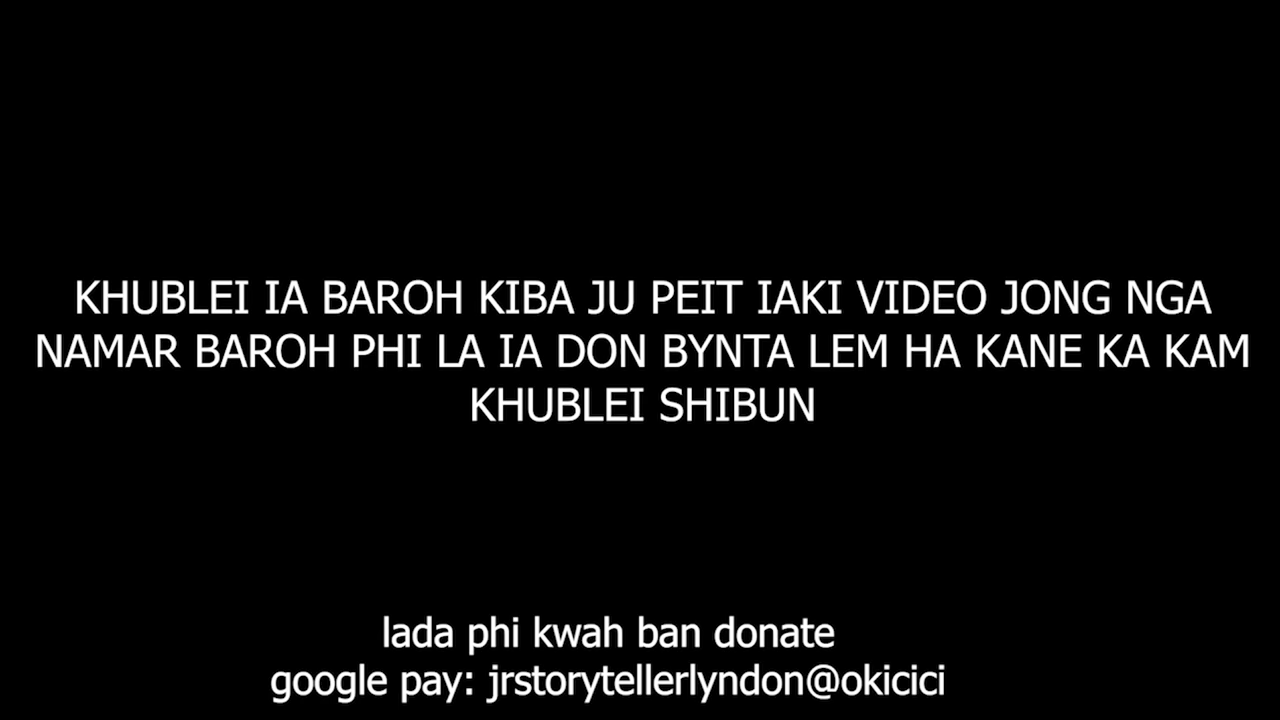 KHUBLEI IA BAROH KIBA JU PEIT IAKI VIDEO JONG NGA
NAMAR BAROH PHI LA IA DON BYNTA LEM HA KANE KA KAM
KHUBLEI SHIBUN
lada phi kwah ban donate
google pay: jrstorytellerlyndon@okicici